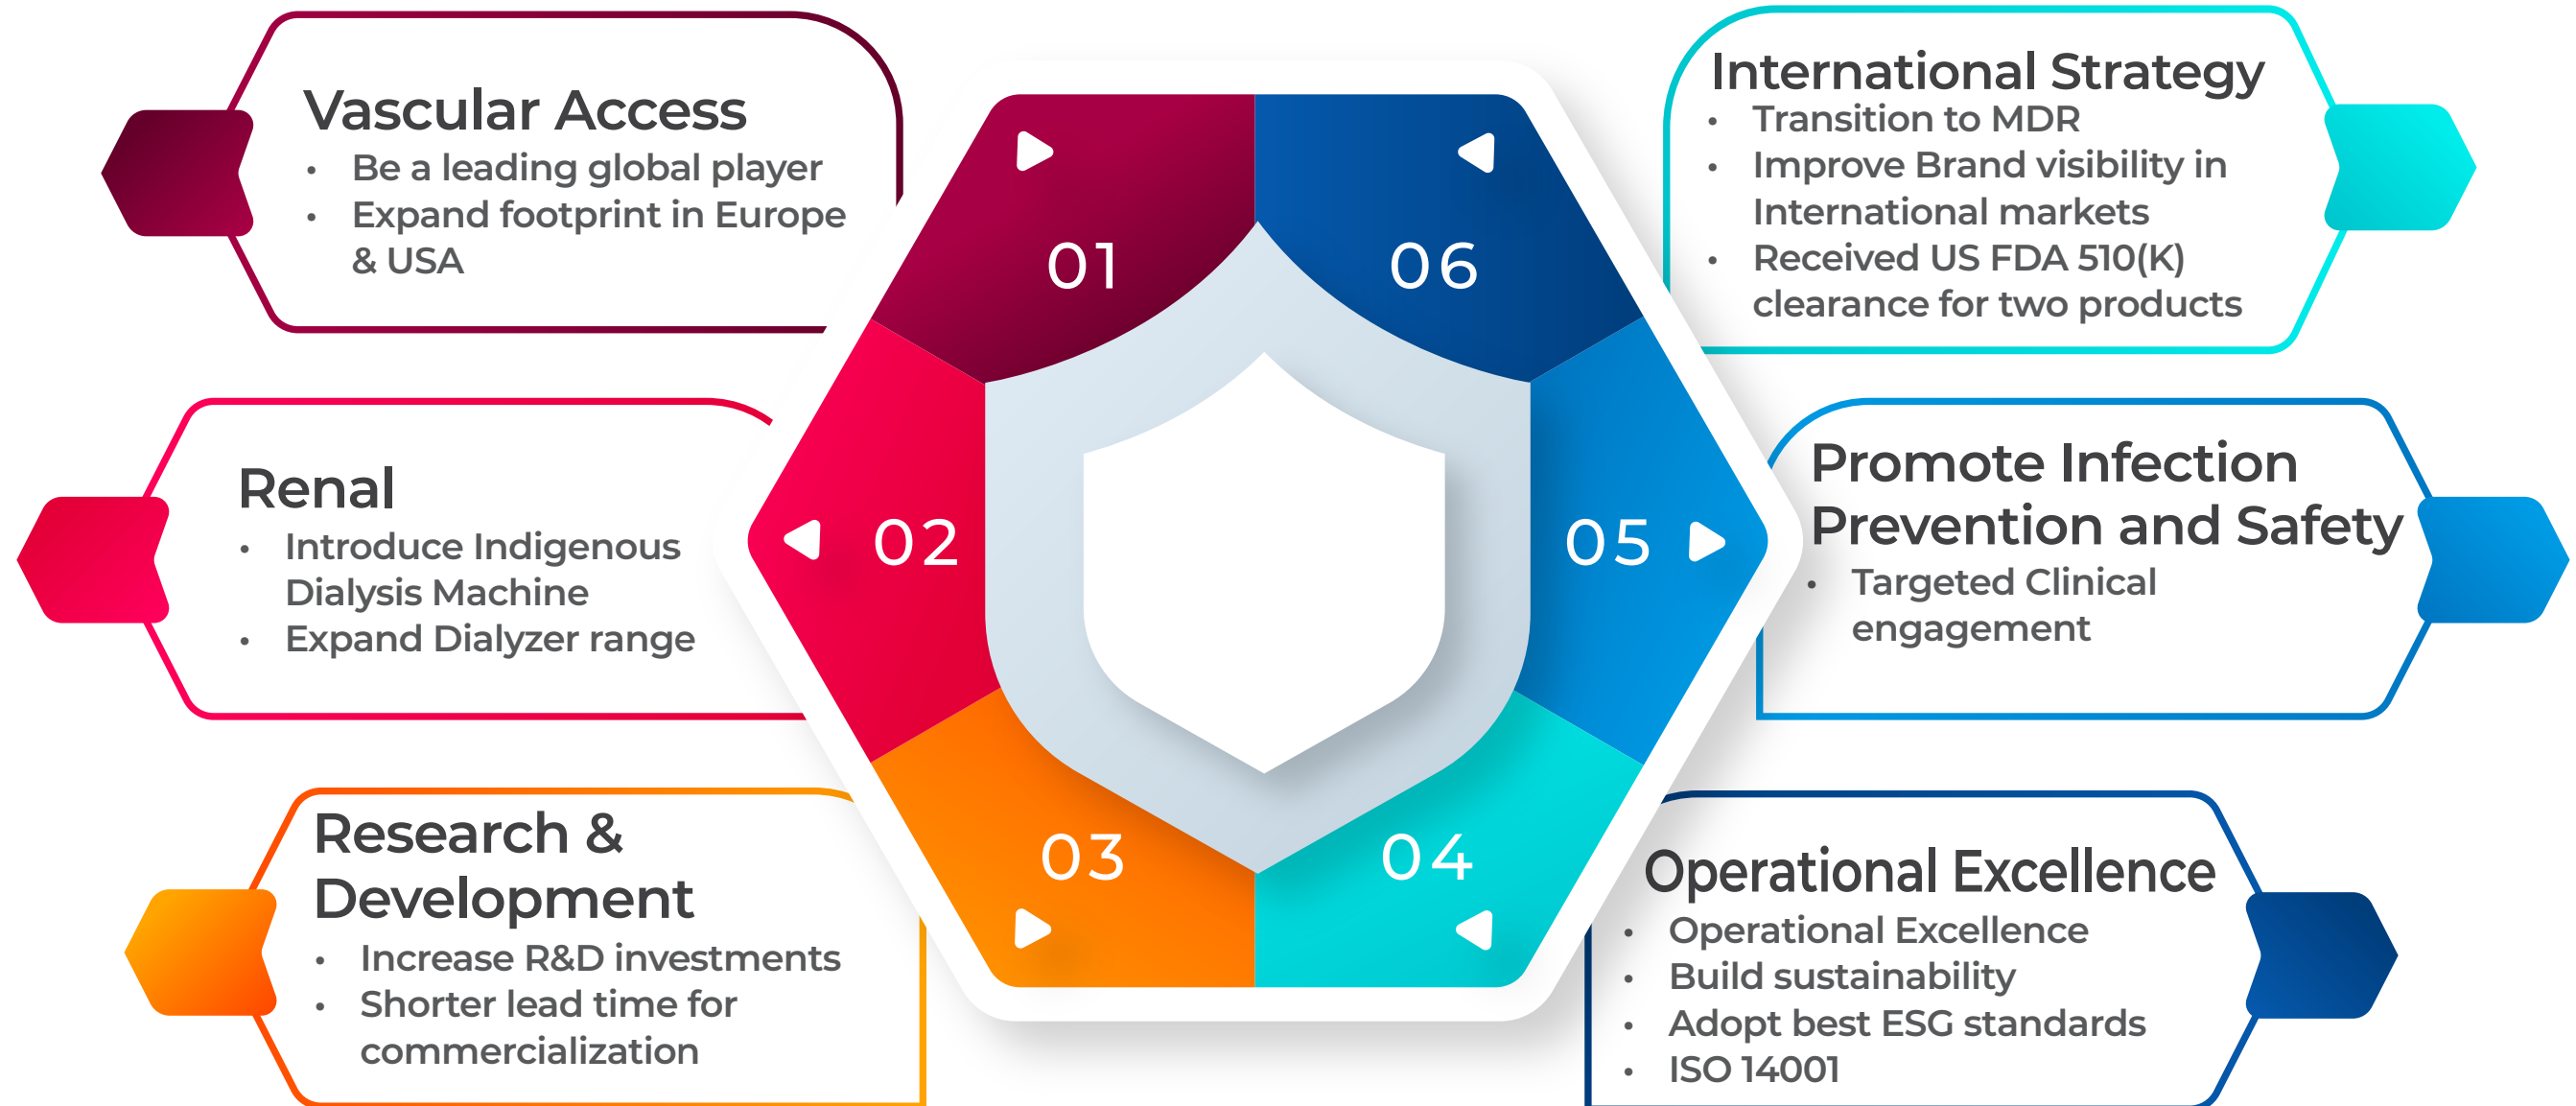 Vascular Access
• Be a leading global player
• Expand footprint in Europe
& USA
Renal
• Introduce Indigenous
Dialysis Machine
• Expand Dialyzer range
Research &
Development
• Increase R&D investments
• Shorter lead time for
commercialization
01
06
02
05
03
04
International Strategy
• Transition to MDR
• Improve Brand visibility in
International markets
• Received US FDA 510(K)
clearance for two products
Promote Infection
Prevention and Safety
• Targeted Clinical
engagement
Operational Excellence
• Operational Excellence
• Build sustainability
• Adopt best ESG standards
• ISO 14001